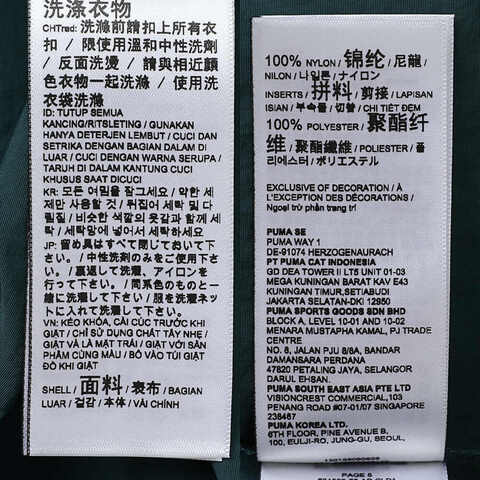 洗涤衣物
CHTrad: 洗滌前請扣上所有衣
扣 / 限使用溫和中性洗劑
/ 反面洗燙 / 請與相近顏
色衣物一起洗滌 / 使用洗
衣袋洗滌
ID: TUTUP SEMUA
KANCING/RITSLETING / GUNAKAN
HANYA DETERJEN LEMBUT / CUCI DAN
SETRIKA DENGAN BAGIAN DALAM DI
LUAR / CUCI DENGAN WARNA SERUPA /
TARUH DI DALAM KANTUNG CUCI
KHUSUS SAAT DICUCI
KR: 모든 여밈을 잠그세요 / 약한 세
제만 사용할 것 / 뒤집어 세탁 및 다
림질 / 비슷한 색깔의 옷감과 함께 세
탁 / 세탁망에 넣어서 세탁하세요
JP: 留め具はすべて閉じておいて下
さい。 / 中性洗剤のみをご使用下さ
い。 / 裏返して洗濯、アイロンを
行って下さい。 / 同系色のものと一
緒に洗濯して下さい / 服を洗濯ネッ
トに入れて洗濯して下さい
VN: KÉO KHÓA, CÀI CÚC TRƯỚC KHI
GIẶT / CHỈ SỬ DỤNG CHẤT TẨY NHẸ /
GIẶT VÀ LÀ MẶT TRÁI / GIẶT VỚI SẢN
PHẨM CÙNG MÀU / BỎ VÀO TÚI GIẶT
ĐỒ KHI GIẶT
SHELL / 面料 / 表布 / BAGIAN
LUAR / 겉감 / 本体 / VẢI CHÍNH
100% NYLON / 锦纶 / 尼龍 /
NILON / 나일론 / ナイロン
INSERTS / 拼料 / 剪接 / LAPISAN
ISIAN / 부속물 / 切替 / CHI TIẾT ĐỆM
100% POLYESTER / 聚酯纤
维 / 聚酯纖維 / POLIESTER / 폴
리에스터 / ポリエステル
EXCLUSIVE OF DECORATION / À
L'EXCEPTION DES DÉCORATIONS /
Ngoại trừ phần trang trí
PUMA SE
PUMA WAY 1
DE-91074 HERZOGENAURACH
PT PUMA CAT INDONESIA
GD DEA TOWER II LT5 UNIT 01-03
MEGA KUNINGAN BARAT KAV E43
KUNINGAN TIMUR,SETIABUDI
JAKARTA SELATAN-DKI 12950
PUMA SPORTS GOODS SDN BHD
BLOCK A, LEVEL 10-01 AND 10-02
MENARA MUSTAPHA KAMAL, PJ TRADE
CENTRE
NO. 8, JALAN PJU 8/8A, BANDAR
DAMANSARA PERDANA
47820 PETALING JAYA, SELANGOR
DARUL EHSAN.
PUMA SOUTH EAST ASIA PTE LTD
VISIONCREST COMMERCIAL,103
PENANG ROAD #07-01/07 SINGAPORE
238467
PUMA KOREA LTD.
6TH FLOOR, PINE AVENUE B,
100, EULJI-RO, JUNG-GU, SEOUL,
PAGE 5